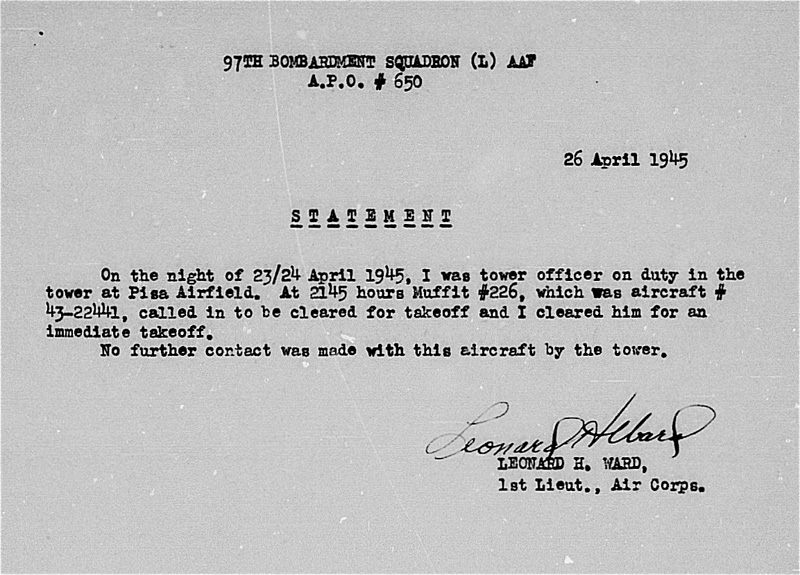 97TH BOMBARDMENT SQUADRON (L) AAF
A.P.O. # 650
26 April 1945
STATEMENT
On the night of 23/24 April 1945, I was tower officer on duty in the
tower at Pisa Airfield. At 2145 hours Muffit #226, which was aircraft #
43-22441, called in to be cleared for takeoff and I cleared him for an
immediate takeoff.
No further contact was made with this aircraft by the tower.
Leonard H Ward
LEONARD H. WARD,
1st Lieut., Air Corps.